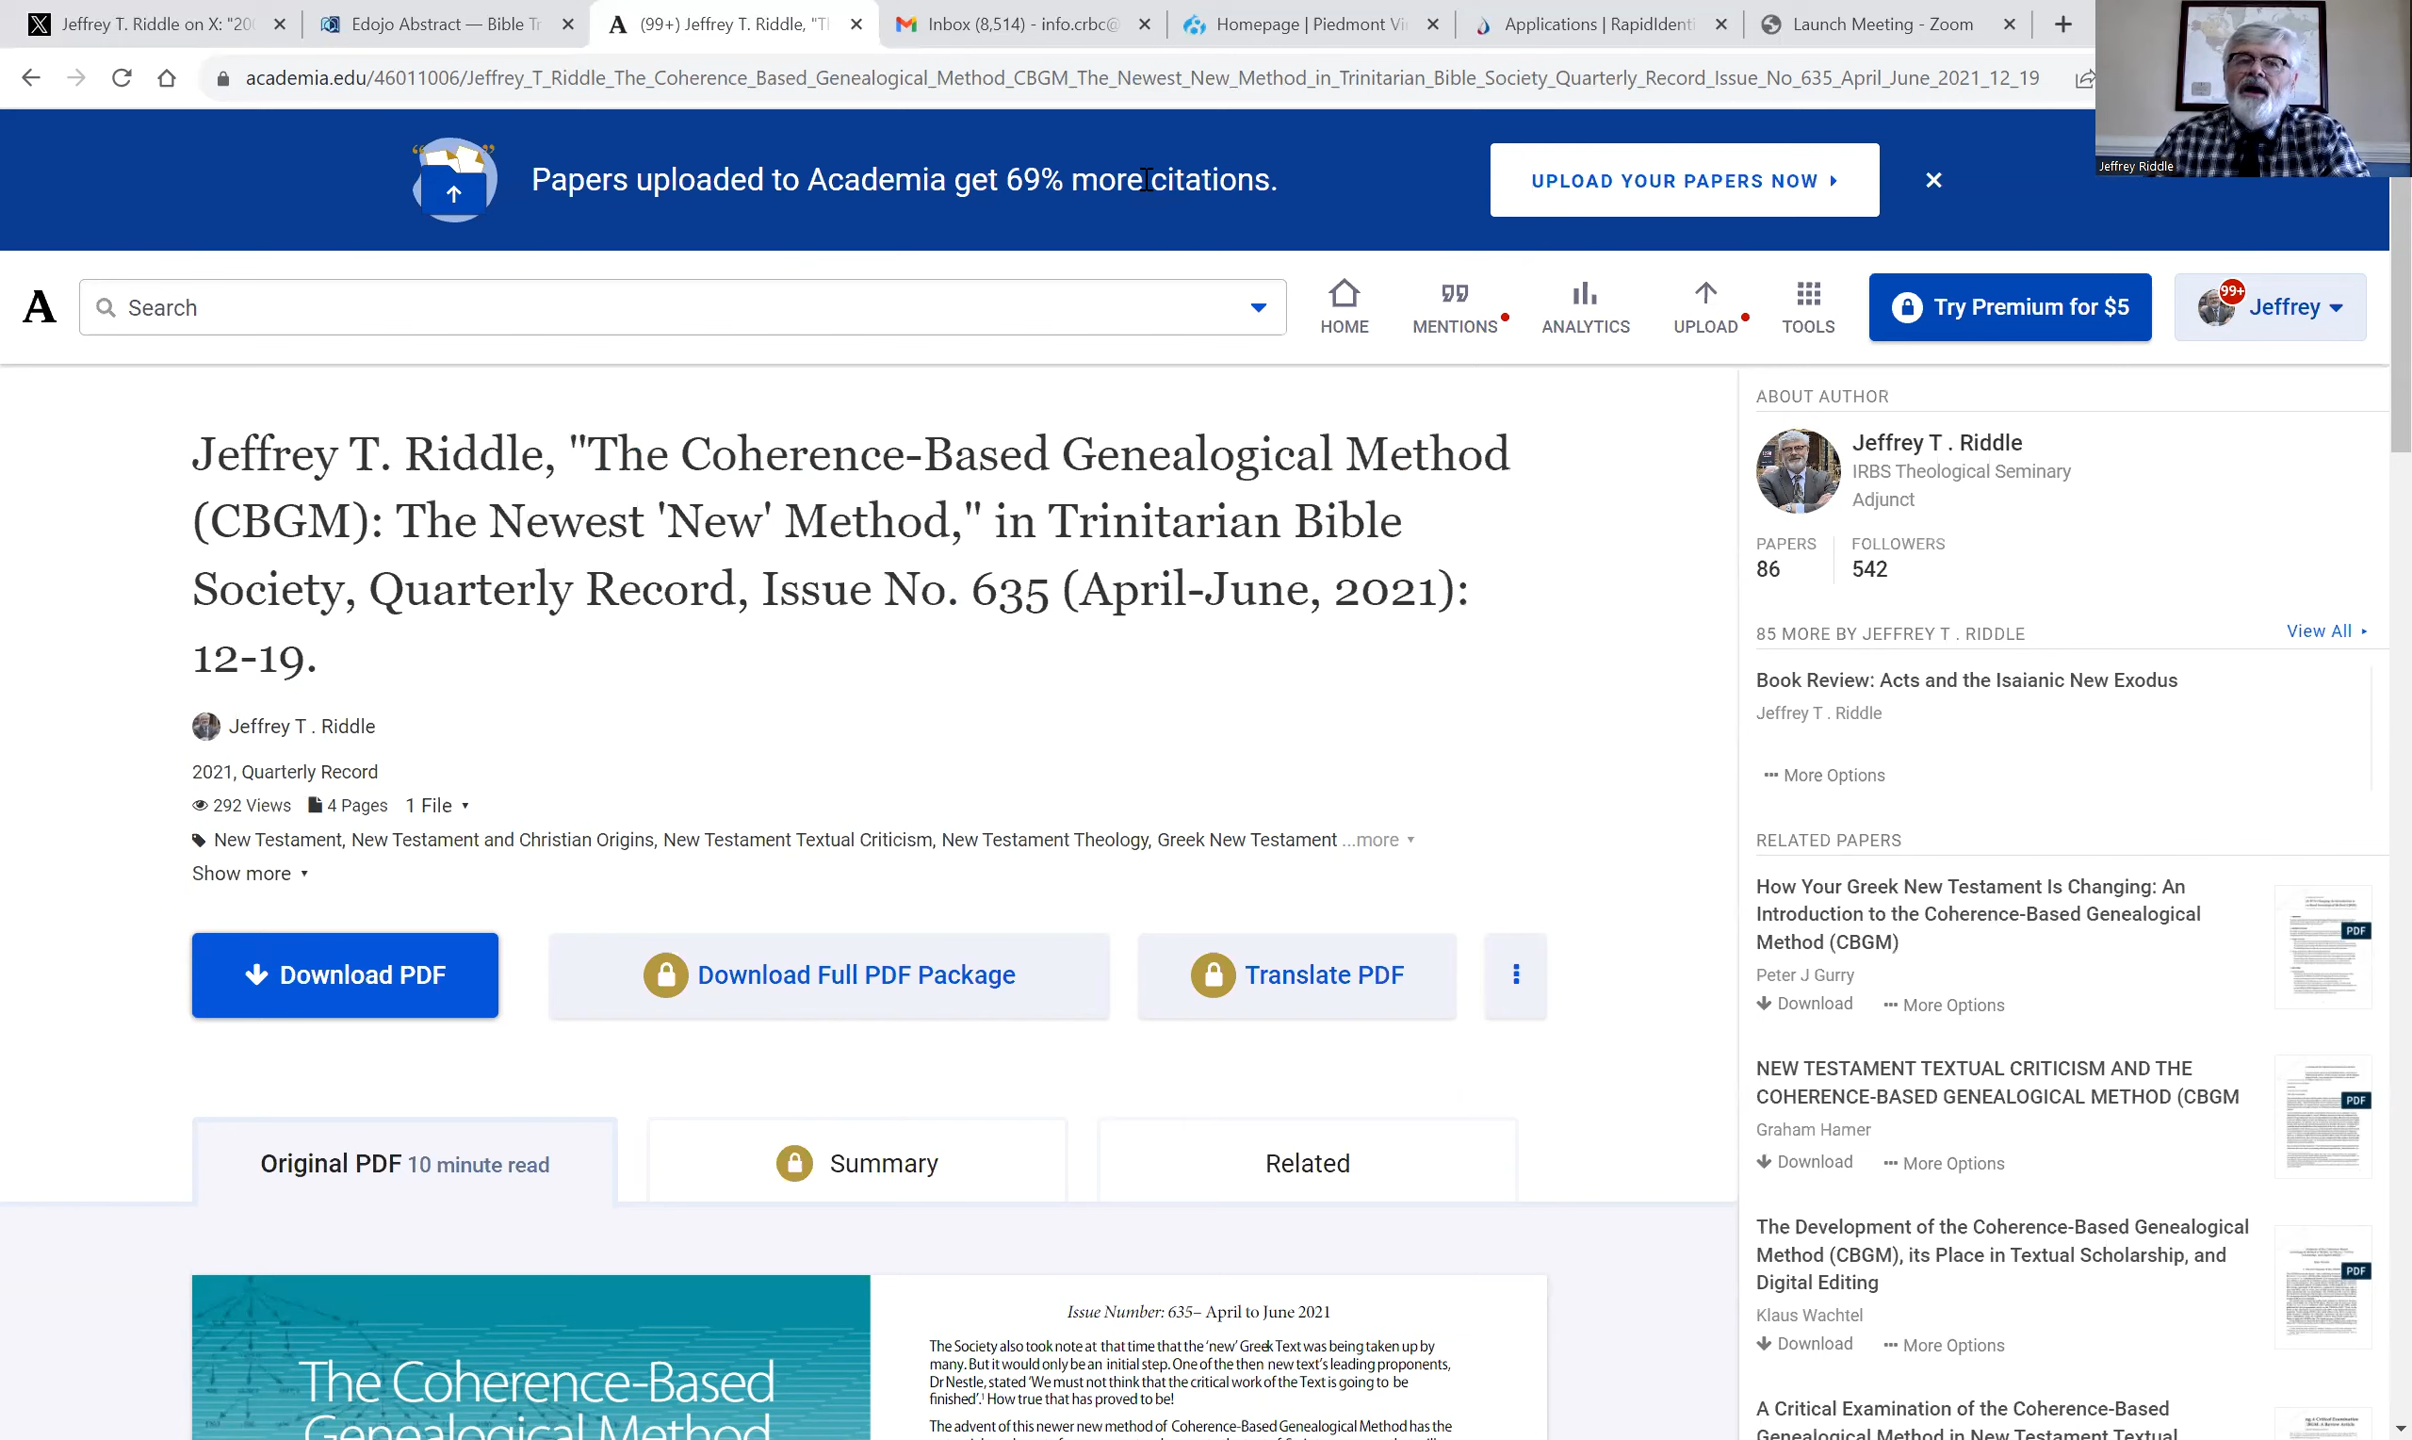 Jeffrey T. Riddle on X: "20
Edojo Abstract — Bible Tr
(99+) Jeffrey T. Riddle, "Th
Inbox (8,514) - info.crbc@
Homepage | Piedmont Vi
Applications | RapidIdenti
Launch Meeting - Zoom
academia.edu/46011006/Jeffrey_T_Riddle_The_Coherence_Based_Genealogical_Method_CBGM_The_Newest_New_Method_in_Trinitarian_Bible_Society_Quarterly_Record_Issue_No_635_April_June_2021_12_19
Jeffrey Riddle
Papers uploaded to Academia get 69% more citations.
UPLOAD YOUR PAPERS NOW
A
Search
HOME
MENTIONS
ANALYTICS
UPLOAD
TOOLS
Try Premium for $5
99+
Jeffrey
Jeffrey T. Riddle, "The Coherence-Based Genealogical Method
(CBGM): The Newest 'New' Method," in Trinitarian Bible
Society, Quarterly Record, Issue No. 635 (April-June, 2021):
12-19.
Jeffrey T . Riddle
2021, Quarterly Record
292 Views 4 Pages 1 File
New Testament, New Testament and Christian Origins, New Testament Textual Criticism, New Testament Theology, Greek New Testament ...more
Show more
Download PDF
Download Full PDF Package
Translate PDF
Original PDF 10 minute read
Summary
Related
The Coherence-Based
Genealogical Method
Issue Number: 635– April to June 2021
The Society also took note at that time that the 'new' Greek Text was being taken up by
many. But it would only be an initial step. One of the then new text's leading proponents,
Dr Nestle, stated 'We must not think that the critical work of the Text is going to be
finished'.¹ How true that has proved to be!
The advent of this newer new method of Coherence-Based Genealogical Method has the
ABOUT AUTHOR
Jeffrey T . Riddle
IRBS Theological Seminary
Adjunct
PAPERS
86
FOLLOWERS
542
85 MORE BY JEFFREY T . RIDDLE
View All
Book Review: Acts and the Isaianic New Exodus
Jeffrey T . Riddle
More Options
RELATED PAPERS
How Your Greek New Testament Is Changing: An
Introduction to the Coherence-Based Genealogical
Method (CBGM)
Peter J Gurry
Download More Options
PDF
NEW TESTAMENT TEXTUAL CRITICISM AND THE
COHERENCE-BASED GENEALOGICAL METHOD (CBGM
Graham Hamer
Download More Options
PDF
The Development of the Coherence-Based Genealogical
Method (CBGM), its Place in Textual Scholarship, and
Digital Editing
Klaus Wachtel
Download More Options
PDF
A Critical Examination of the Coherence-Based
Genealogical Method in New Testament Textual